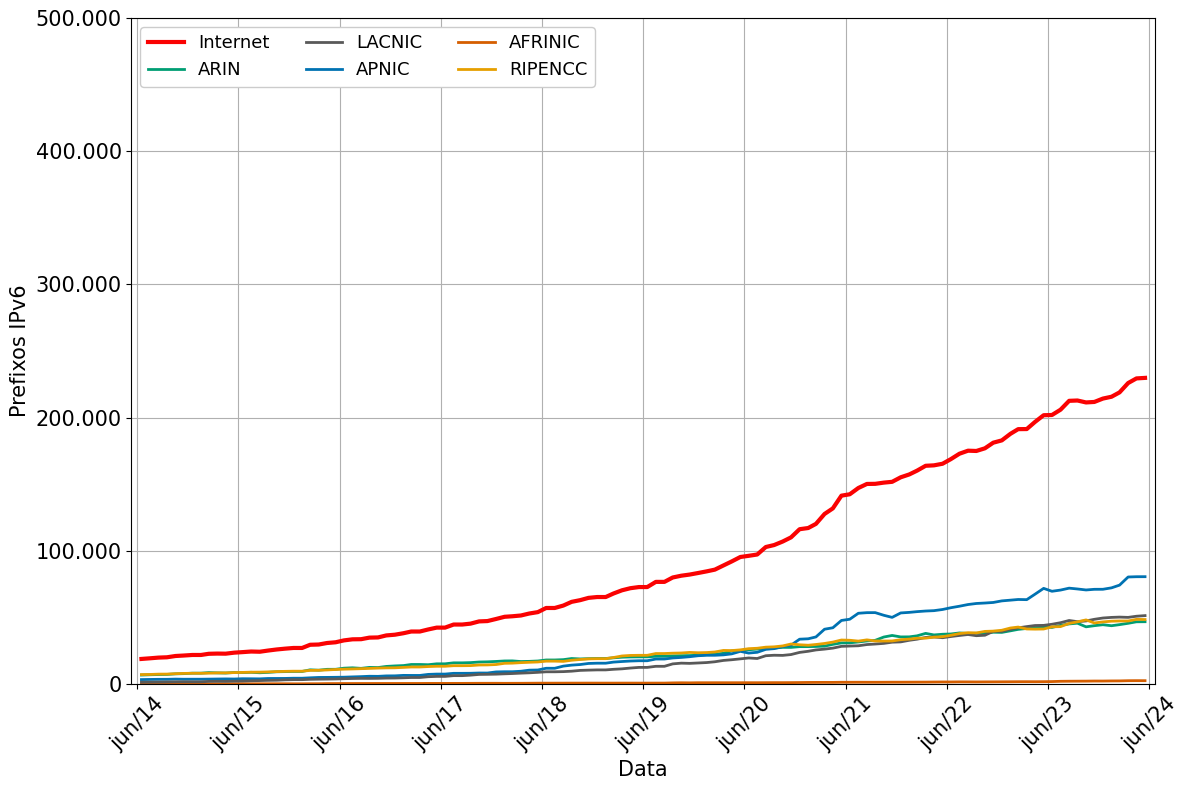 500.000
400.000
300.000
200.000
100.000
0
Prefixos IPv6
Internet
ARIN
LACNIC
APNIC
AFRINIC
RIPENCC
jun/14
jun/15
jun/16
jun/17
jun/18
jun/19
jun/20
jun/21
jun/22
jun/23
jun/24
Data